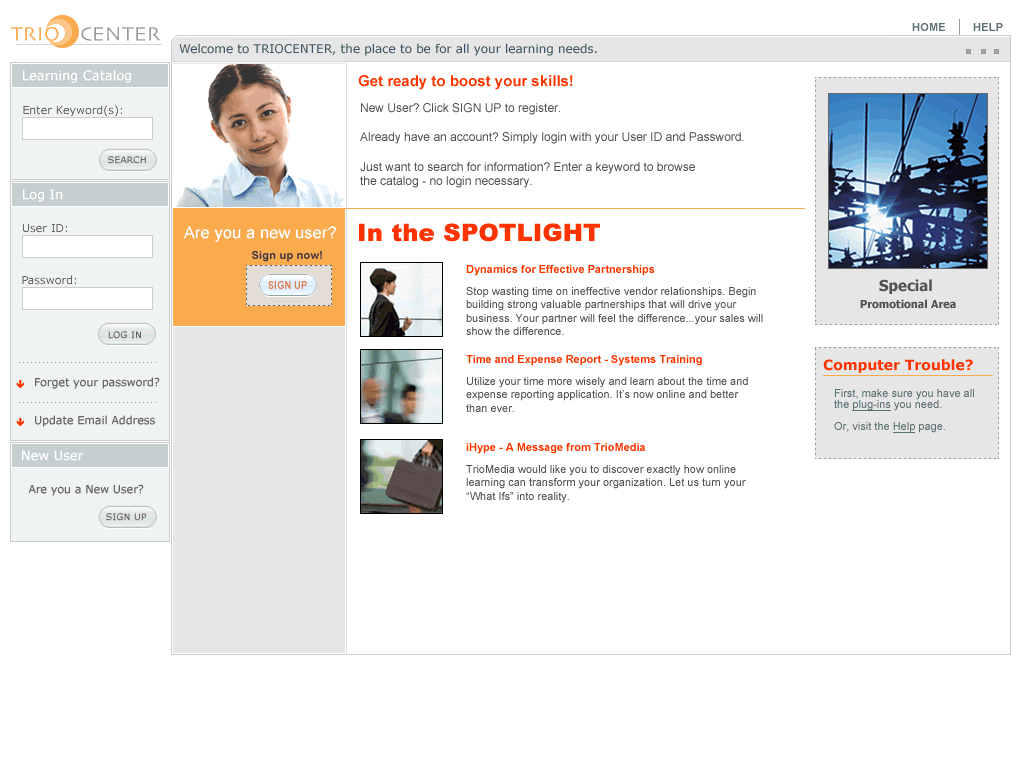 TRIOCENTER
HOME
HELP
Welcome to TRIOCENTER, the place to be for all your learning needs.
Learning Catalog
Enter Keyword(s):
SEARCH
Log In
User ID:
Password:
LOG IN
Forget your password?
Update Email Address
New User
Are you a New User?
SIGN UP
Get ready to boost your skills!
New User? Click SIGN UP to register.
Already have an account? Simply login with your User ID and Password.
Just want to search for information? Enter a keyword to browse
the catalog - no login necessary.
Are you a new user?
Sign up now!
SIGN UP
In the SPOTLIGHT
Dynamics for Effective Partnerships
Stop wasting time on ineffective vendor relationships. Begin
building strong valuable partnerships that will drive your
business. Your partner will feel the difference...your sales will
show the difference.
Time and Expense Report - Systems Training
Utilize your time more wisely and learn about the time and
expense reporting application. It's now online and better
than ever.
iHype - A Message from TrioMedia
TrioMedia would like you to discover exactly how online
learning can transform your organization. Let us turn your
“What Ifs” into reality.
Special
Promotional Area
Computer Trouble?
First, make sure you have all
the plug-ins you need.
Or, visit the Help page.